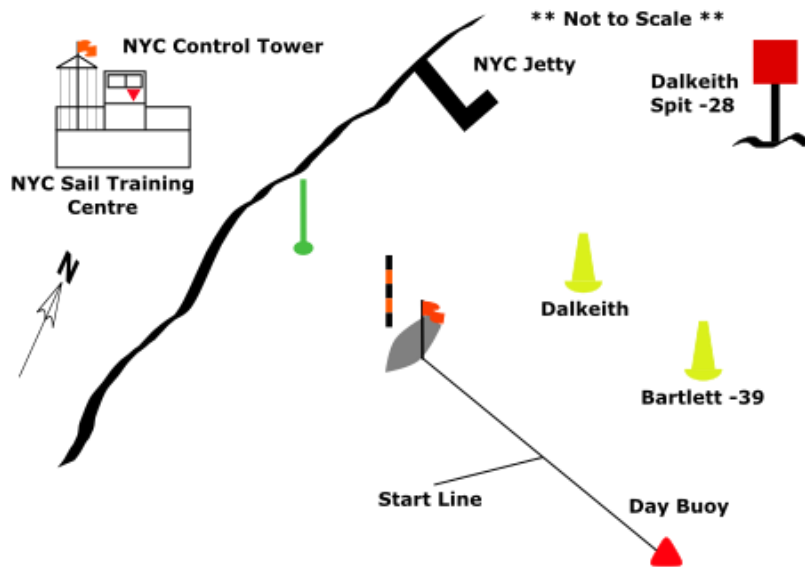 ** Not to Scale **
NYC Control Tower
NYC Jetty
Dalkeith
Spit -28
NYC Sail Training
Centre
N
Dalkeith
Bartlett -39
Start Line
Day Buoy